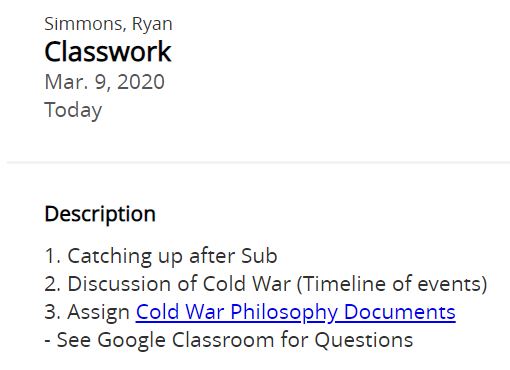 Simmons, Ryan
Classwork
Mar. 9, 2020
Today
Description
1. Catching up after Sub
2. Discussion of Cold War (Timeline of events)
3. Assign Cold War Philosophy Documents
- See Google Classroom for Questions